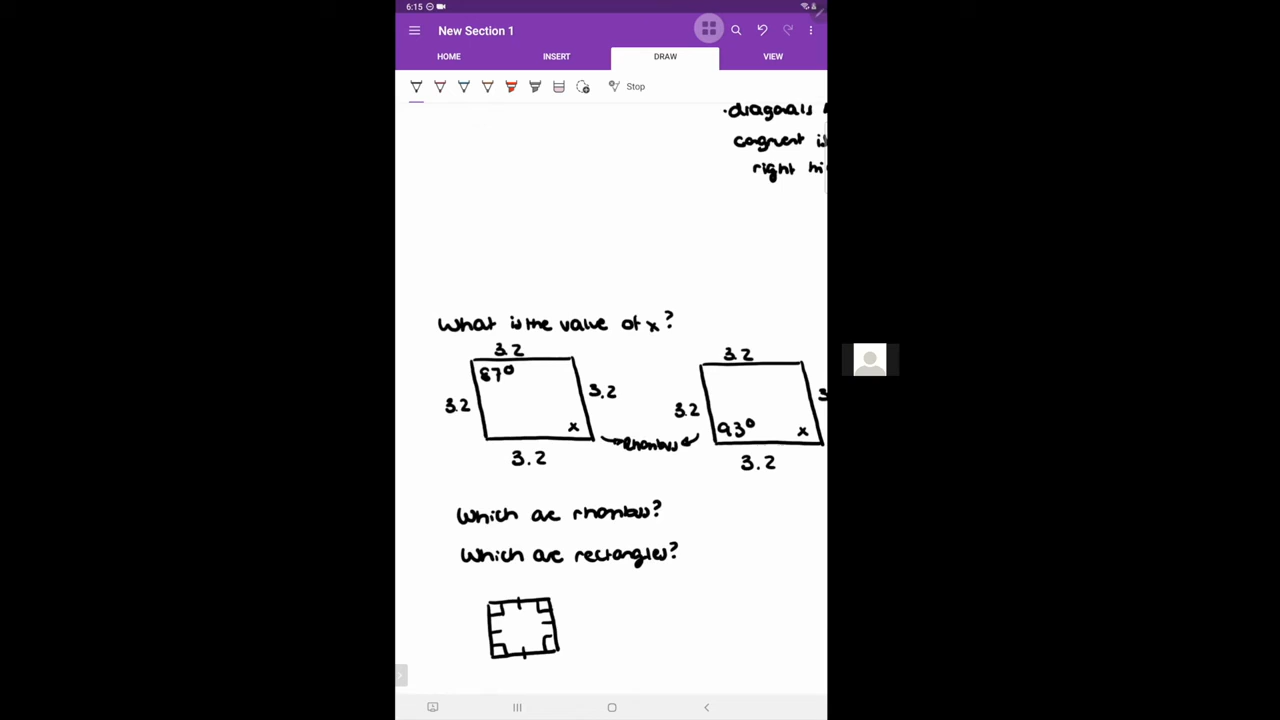 6:15
New Section 1
HOME INSERT DRAW VIEW
Stop
·diagonals
congruent
right
What is the value of x?
3.2
87°
3.2
3.2
x
3.2
3.2
3.2
93°
x
3.2
Rhombus
Which are rhombus?
Which are rectangles?